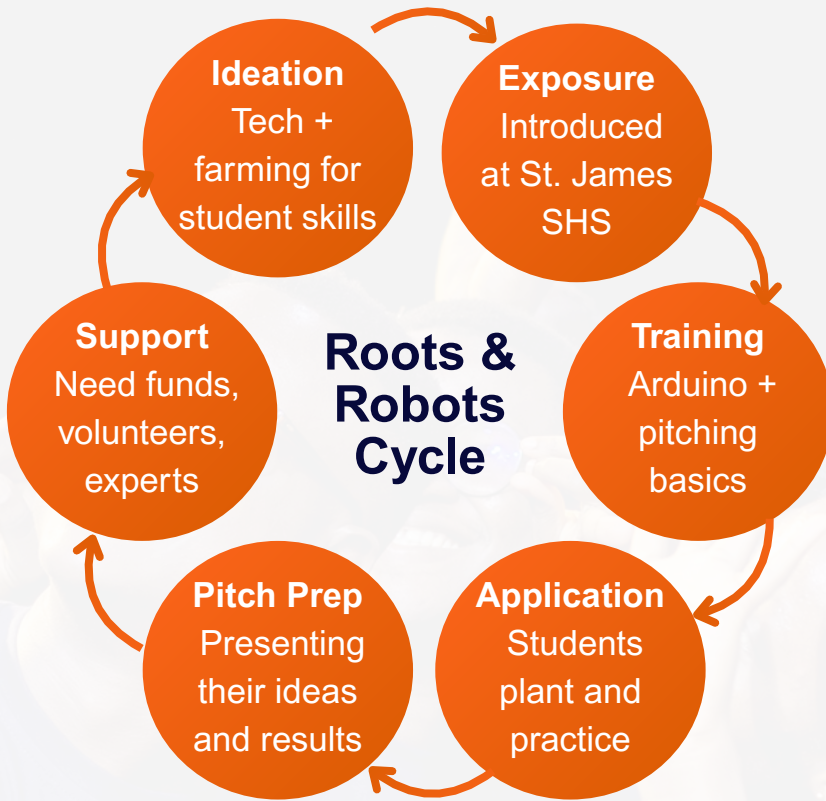 Ideation
Tech +
farming for
student skills
Exposure
Introduced
at St. James
SHS
Training
Arduino +
pitching
basics
Application
Students
plant and
practice
Pitch Prep
Presenting
their ideas
and results
Support
Need funds,
volunteers,
experts
Roots &
Robots
Cycle